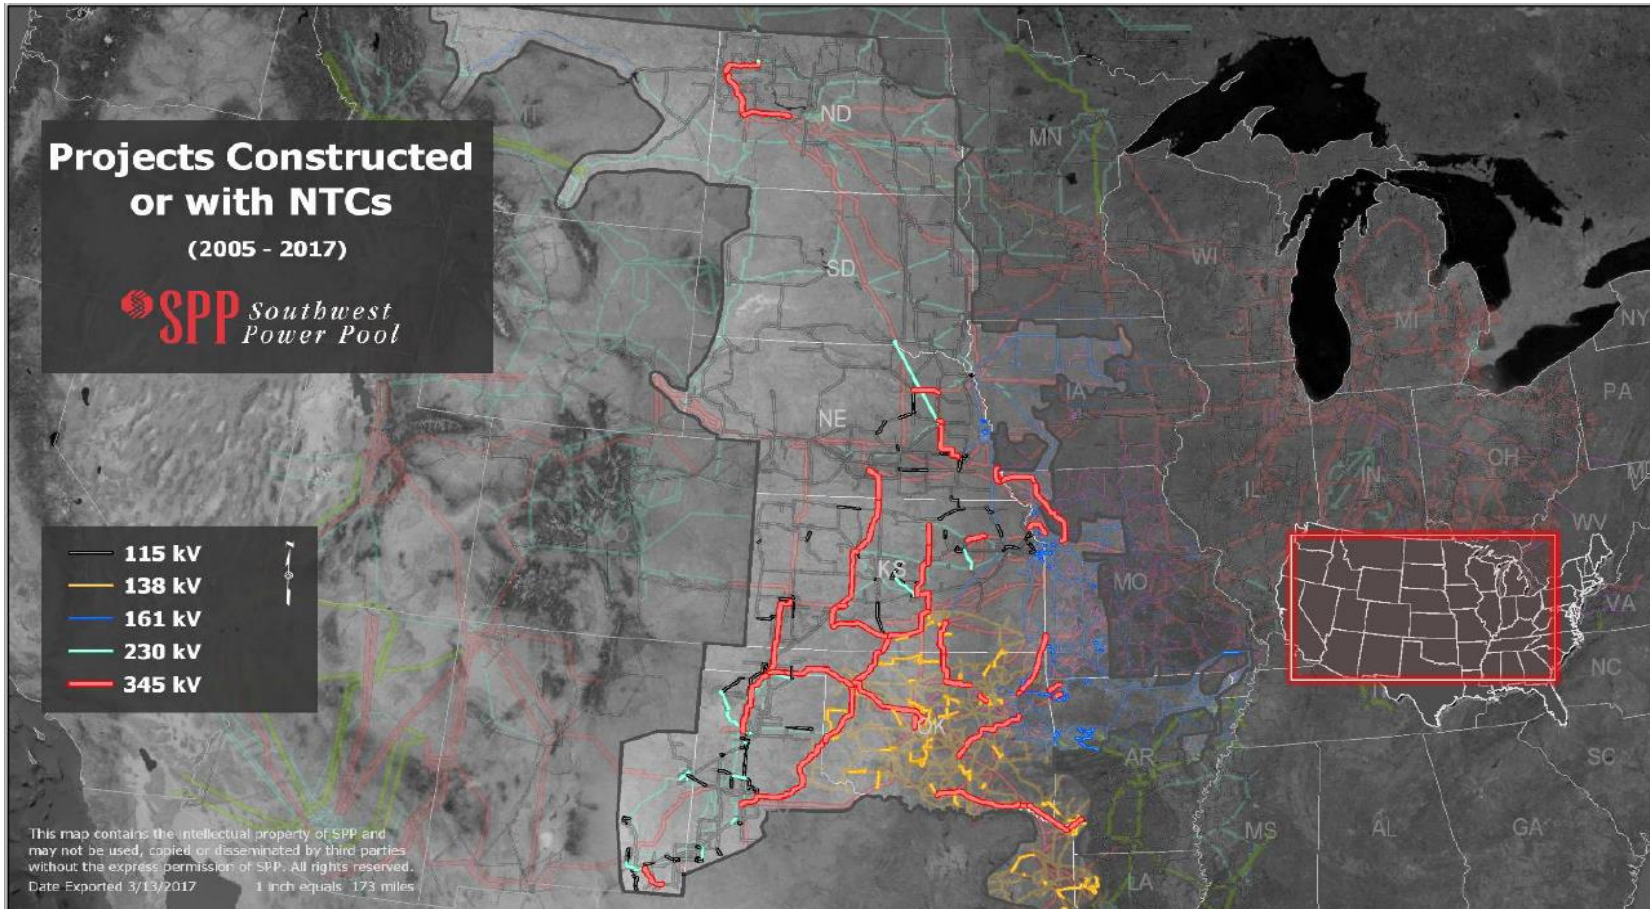 Projects Constructed
or with NTCs
(2005 - 2017)
SPP Southwest
Power Pool
115 kV
138 kV
161 kV
230 kV
345 kV
This map contains the intellectual property of SPP and
may not be used, copied or disseminated by third parties
without the express permission of SPP. All rights reserved.
Date Exported 3/13/2017 1 inch equals 173 miles
MT
ND
MN
SD
WI
MI
NY
NE
IA
PA
IL
IN
OH
WV
KS
MO
VA
NC
OK
AR
SC
MS
AL
GA
LA